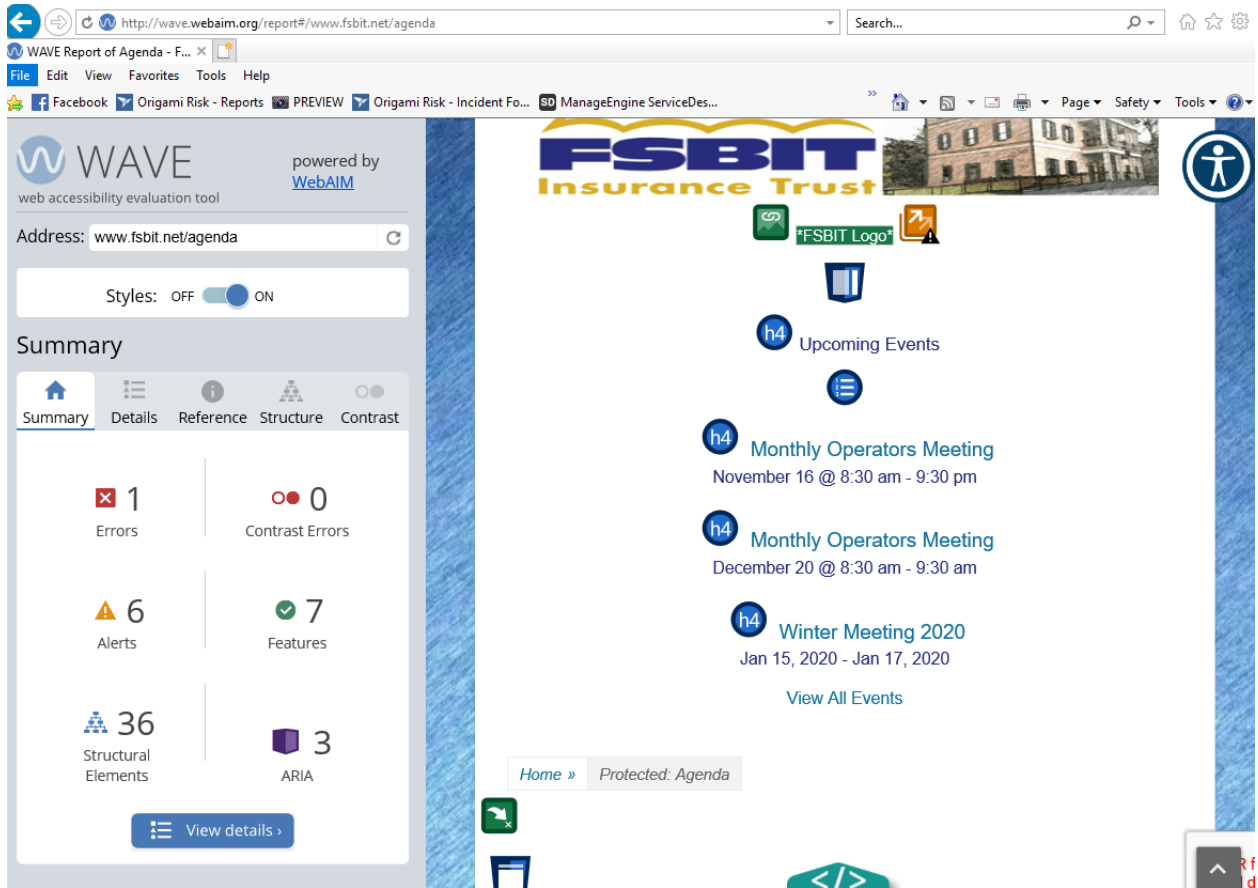 http://wave.webaim.org/report#/www.fsbit.net/agenda
Search...
WAVE Report of Agenda - F...
File Edit View Favorites Tools Help
Facebook Origami Risk - Reports PREVIEW Origami Risk - Incident Fo... SD ManageEngine ServiceDes... » Page Safety Tools
WAVE
powered by
WebAIM
web accessibility evaluation tool
Address: www.fsbit.net/agenda
Styles: OFF ON
Summary
Summary Details Reference Structure Contrast
1
Errors
0
Contrast Errors
6
Alerts
7
Features
36
Structural
Elements
3
ARIA
View details ›
FSBIT
Insurance Trust
*FSBIT Logo*
h4 Upcoming Events
h4 Monthly Operators Meeting
November 16 @ 8:30 am - 9:30 pm
h4 Monthly Operators Meeting
December 20 @ 8:30 am - 9:30 am
h4 Winter Meeting 2020
Jan 15, 2020 - Jan 17, 2020
View All Events
Home » Protected: Agenda
</>